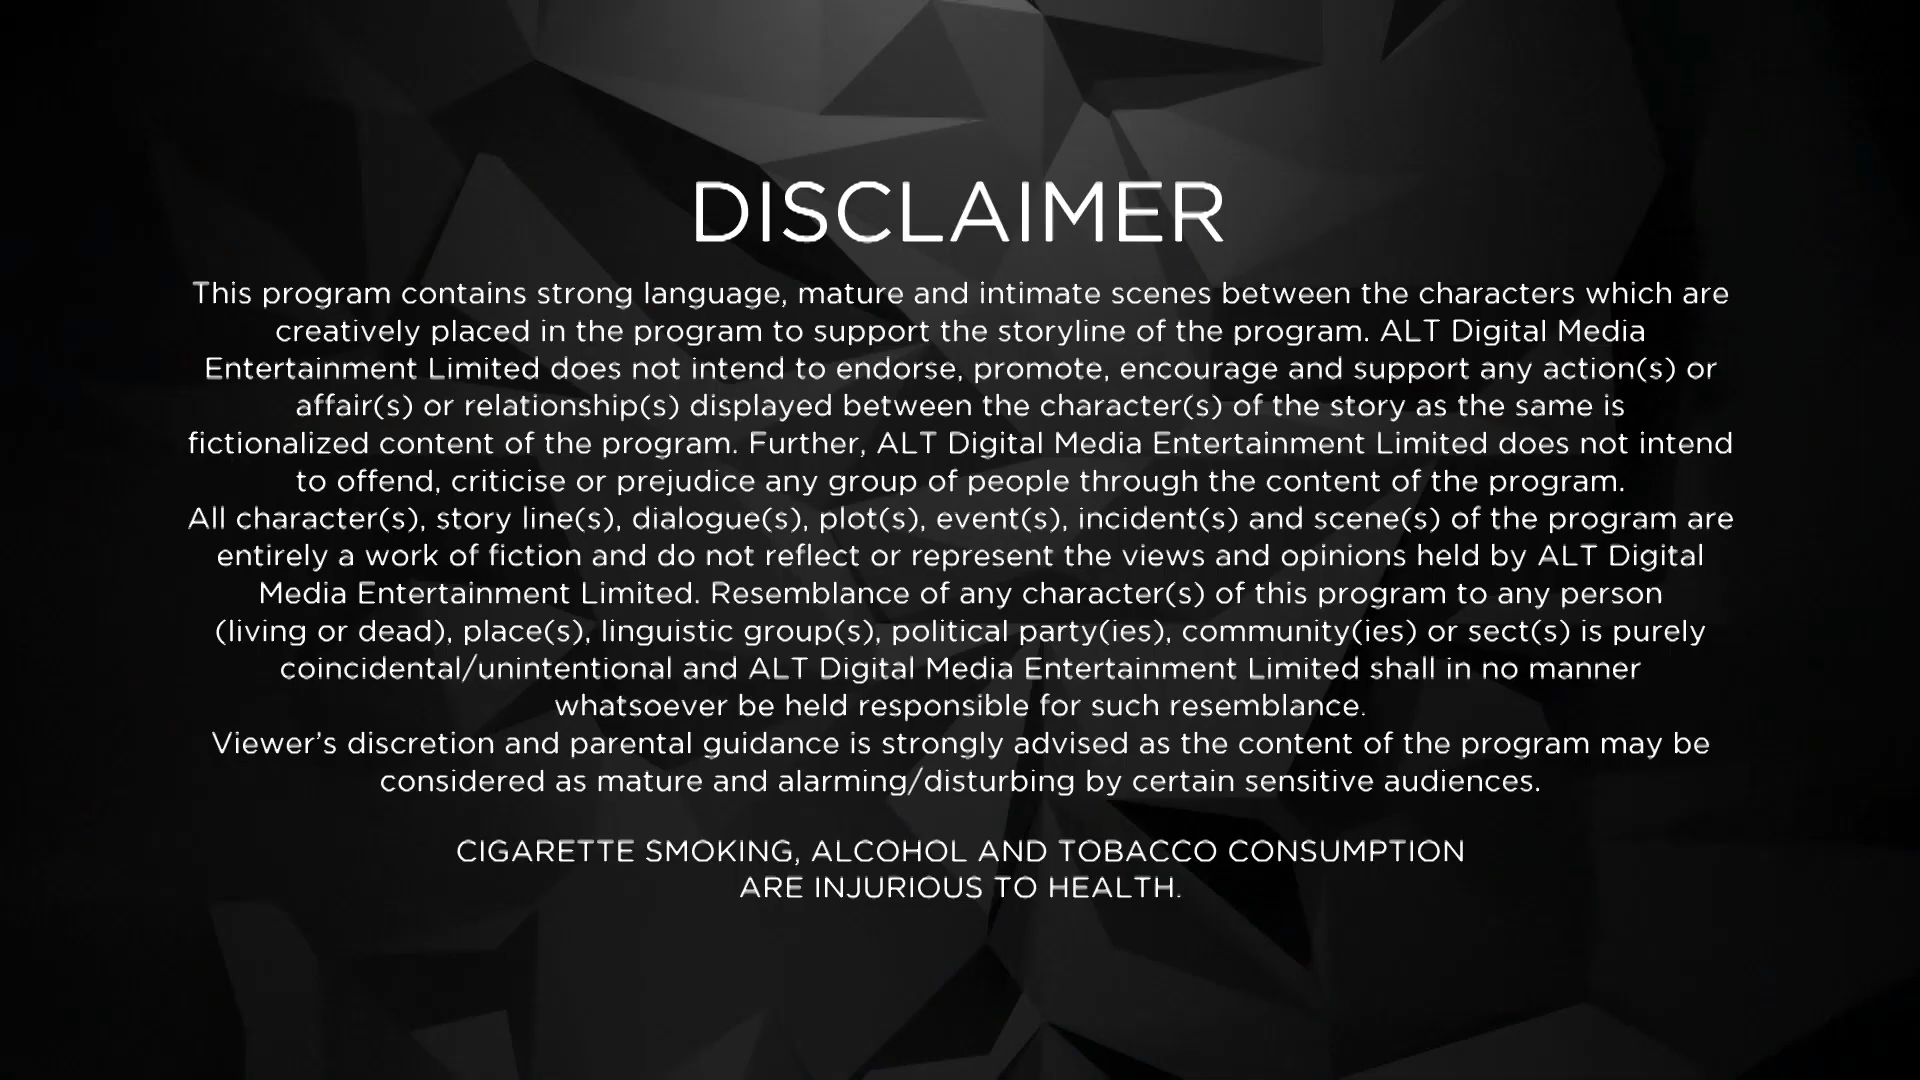 DISCLAIMER
This program contains strong language, mature and intimate scenes between the characters which are
creatively placed in the program to support the storyline of the program. ALT Digital Media
Entertainment Limited does not intend to endorse, promote, encourage and support any action(s) or
affair(s) or relationship(s) displayed between the character(s) of the story as the same is
fictionalized content of the program. Further, ALT Digital Media Entertainment Limited does not intend
to offend, criticise or prejudice any group of people through the content of the program.
All character(s), story line(s), dialogue(s), plot(s), event(s), incident(s) and scene(s) of the program are
entirely a work of fiction and do not reflect or represent the views and opinions held by ALT Digital
Media Entertainment Limited. Resemblance of any character(s) of this program to any person
(living or dead), place(s), linguistic group(s), political party(ies), community(ies) or sect(s) is purely
coincidental/unintentional and ALT Digital Media Entertainment Limited shall in no manner
whatsoever be held responsible for such resemblance.
Viewer’s discretion and parental guidance is strongly advised as the content of the program may be
considered as mature and alarming/disturbing by certain sensitive audiences.
CIGARETTE SMOKING, ALCOHOL AND TOBACCO CONSUMPTION
ARE INJURIOUS TO HEALTH.